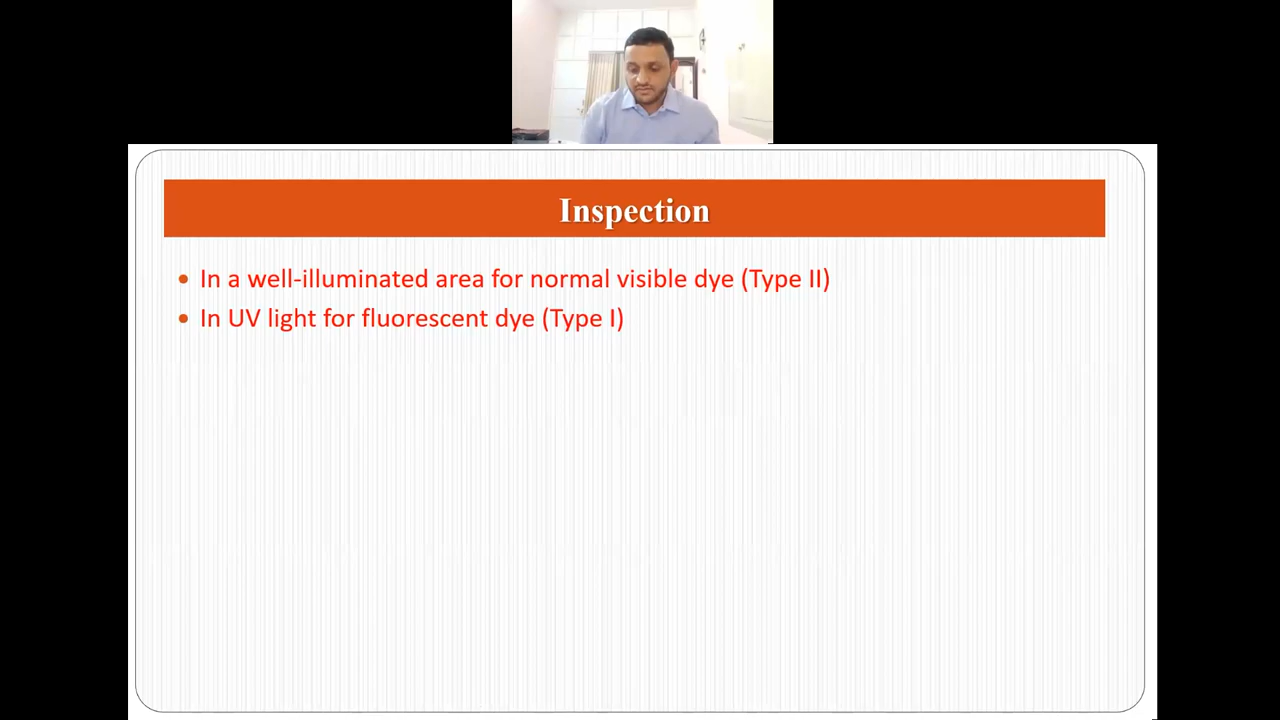 Inspection
In a well-illuminated area for normal visible dye (Type II)
In UV light for fluorescent dye (Type I)